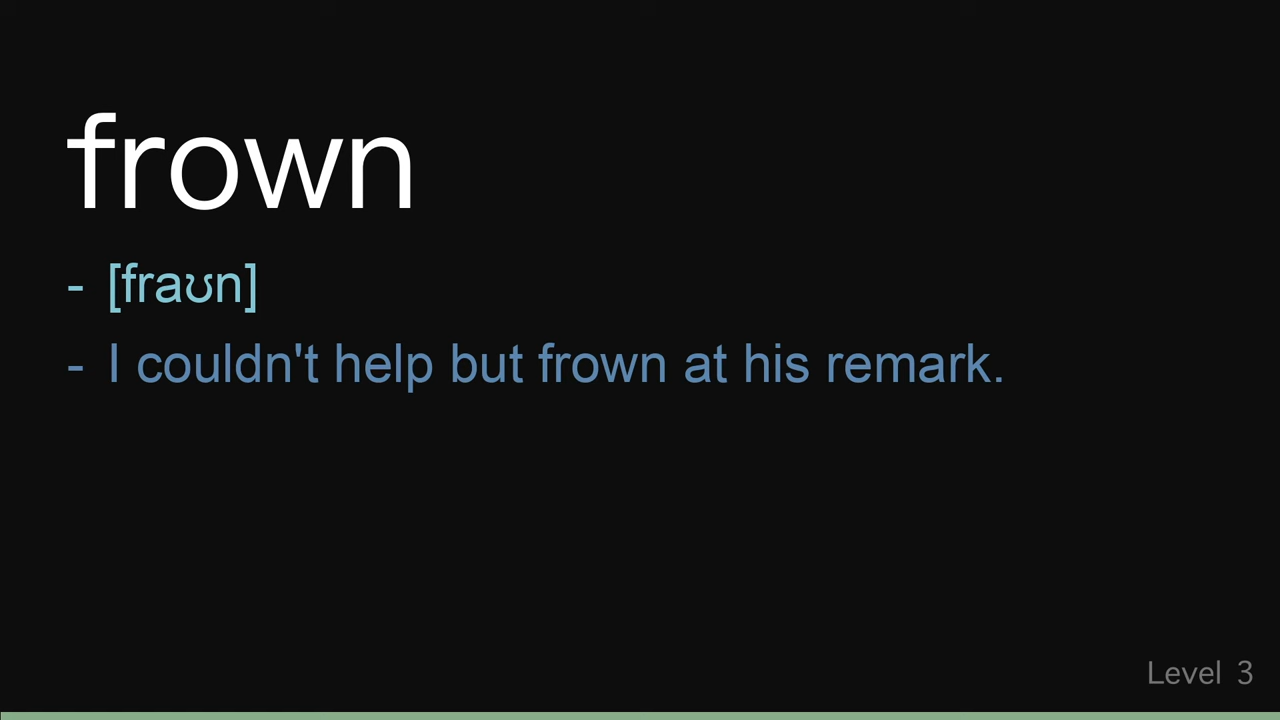 frown
- [fraʊn]
- I couldn't help but frown at his remark.
Level 3